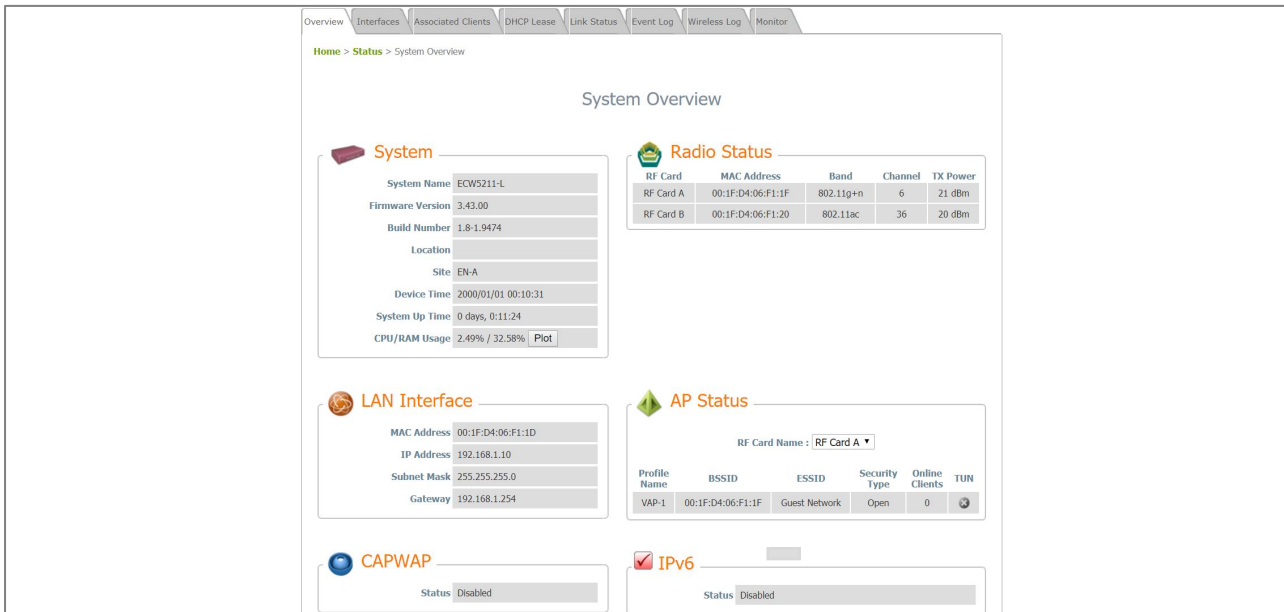 Overview Interfaces Associated Clients DHCP Lease Link Status Event Log Wireless Log Monitor
Home > Status > System Overview
System Overview
System
System Name ECW5211-L
Firmware Version 3.43.00
Build Number 1.8-1.9474
Location
Site EN-A
Device Time 2000/01/01 00:10:31
System Up Time 0 days, 0:11:24
CPU/RAM Usage 2.49% / 32.58% Plot
Radio Status
RF Card MAC Address Band Channel TX Power
RF Card A 00:1F:D4:06:F1:1F 802.11g+n 6 21 dBm
RF Card B 00:1F:D4:06:F1:20 802.11ac 36 20 dBm
LAN Interface
MAC Address 00:1F:D4:06:F1:1D
IP Address 192.168.1.10
Subnet Mask 255.255.255.0
Gateway 192.168.1.254
AP Status
RF Card Name : RF Card A
Profile Name BSSID ESSID Security Type Online Clients TUN
VAP-1 00:1F:D4:06:F1:1F Guest Network Open 0
CAPWAP
Status Disabled
IPv6
Status Disabled